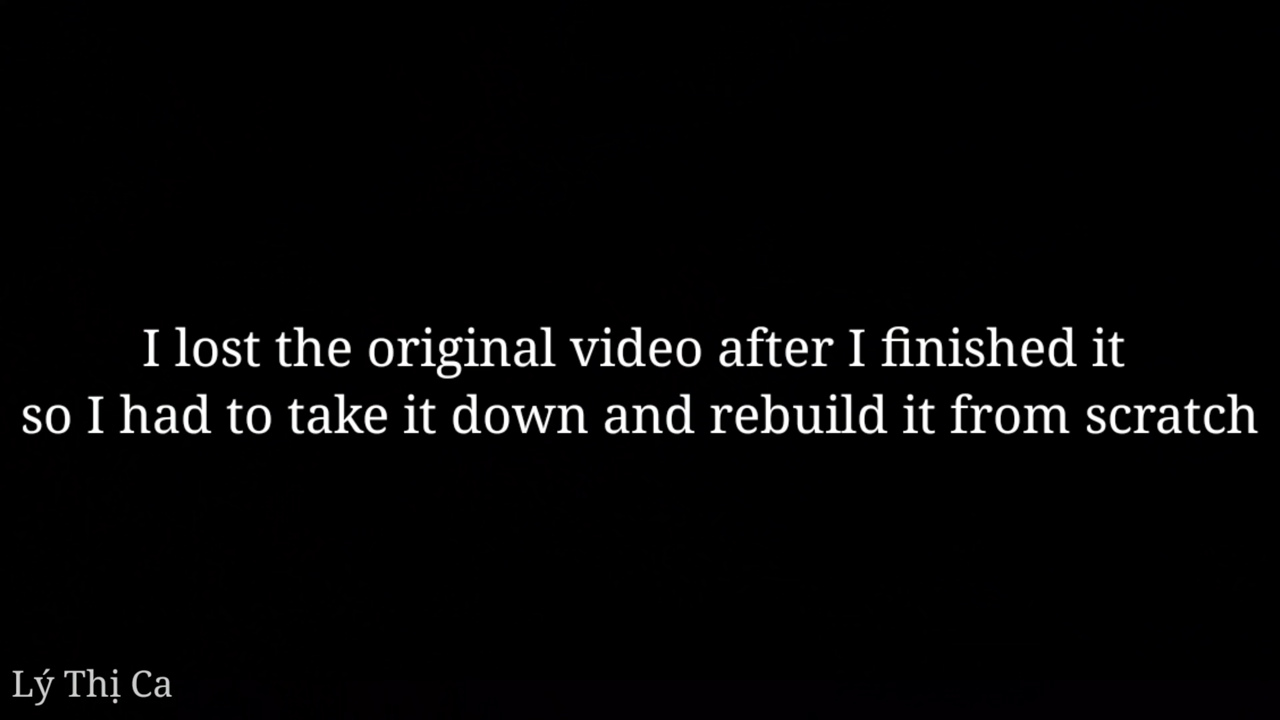 I lost the original video after I finished it
so I had to take it down and rebuild it from scratch
Lý Thị Ca